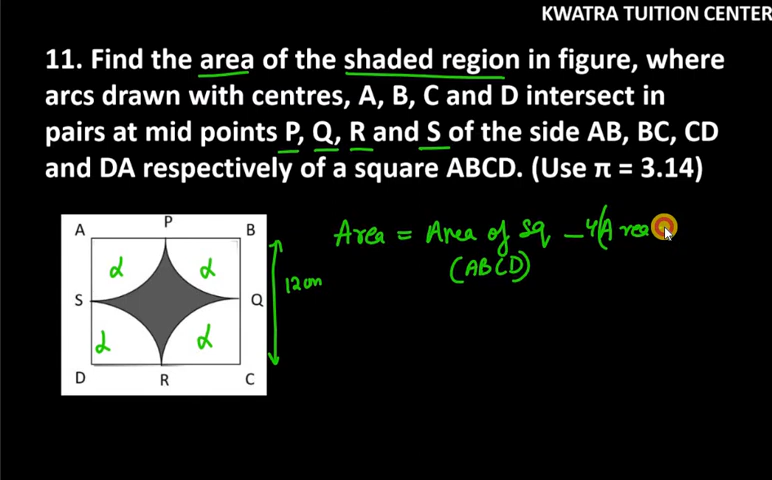 KWATRA TUITION CENTER
11. Find the area of the shaded region in figure, where
arcs drawn with centres, A, B, C and D intersect in
pairs at mid points P, Q, R and S of the side AB, BC, CD
and DA respectively of a square ABCD. (Use π = 3.14)
A P B
α α
S Q
α α
D R C
12cm
Area = Area of sq - 4(Area
(ABCD)